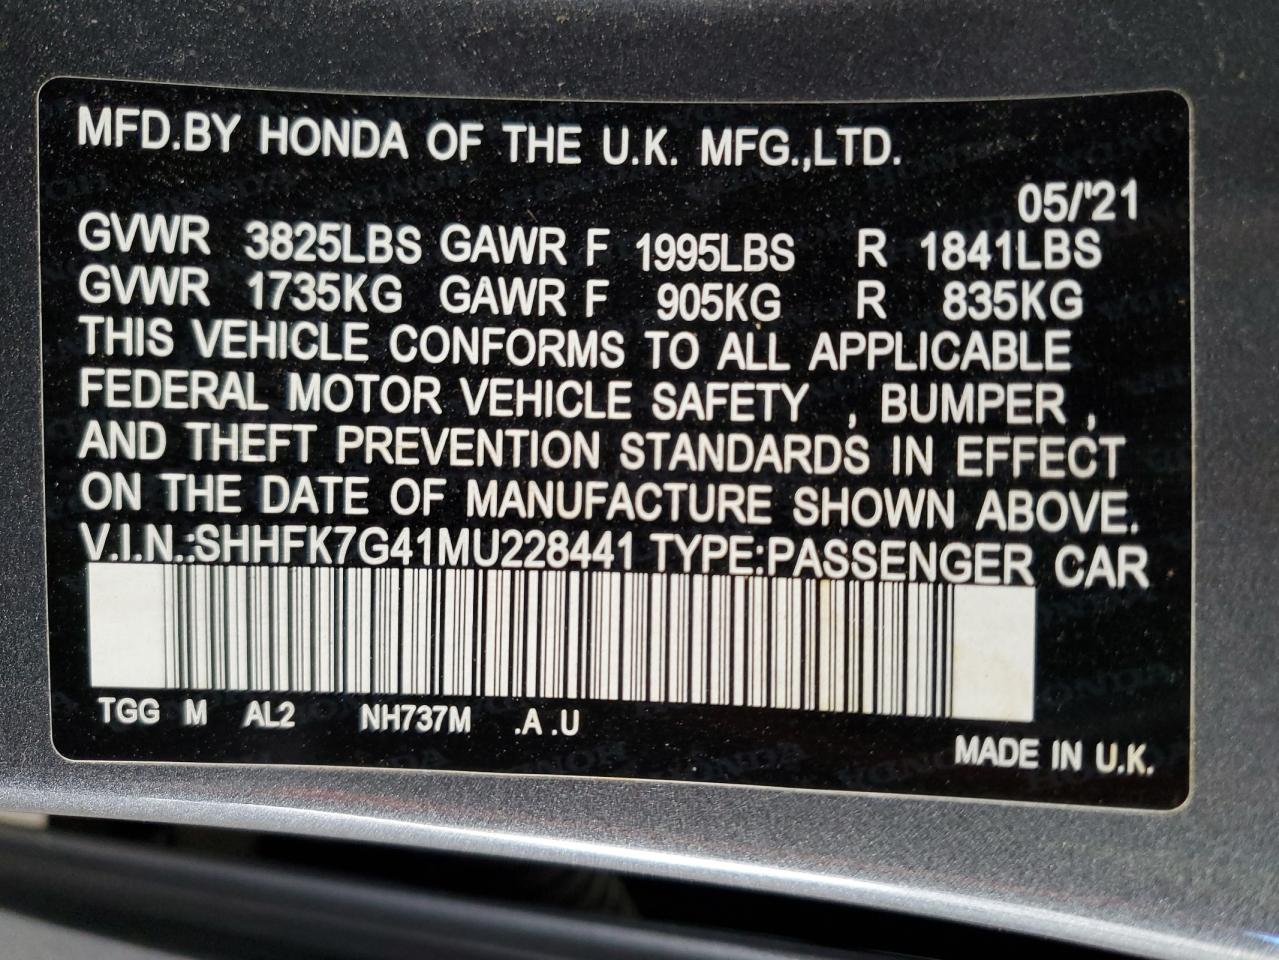 MFD.BY HONDA OF THE U.K. MFG.,LTD.
05/'21
GVWR 3825LBS GAWR F 1995LBS R 1841LBS
GVWR 1735KG GAWR F 905KG R 835KG
THIS VEHICLE CONFORMS TO ALL APPLICABLE
FEDERAL MOTOR VEHICLE SAFETY , BUMPER ,
AND THEFT PREVENTION STANDARDS IN EFFECT
ON THE DATE OF MANUFACTURE SHOWN ABOVE.
V.I.N.:SHHFK7G41MU228441 TYPE:PASSENGER CAR
TGG M AL2 NH737M .A .U
MADE IN U.K.